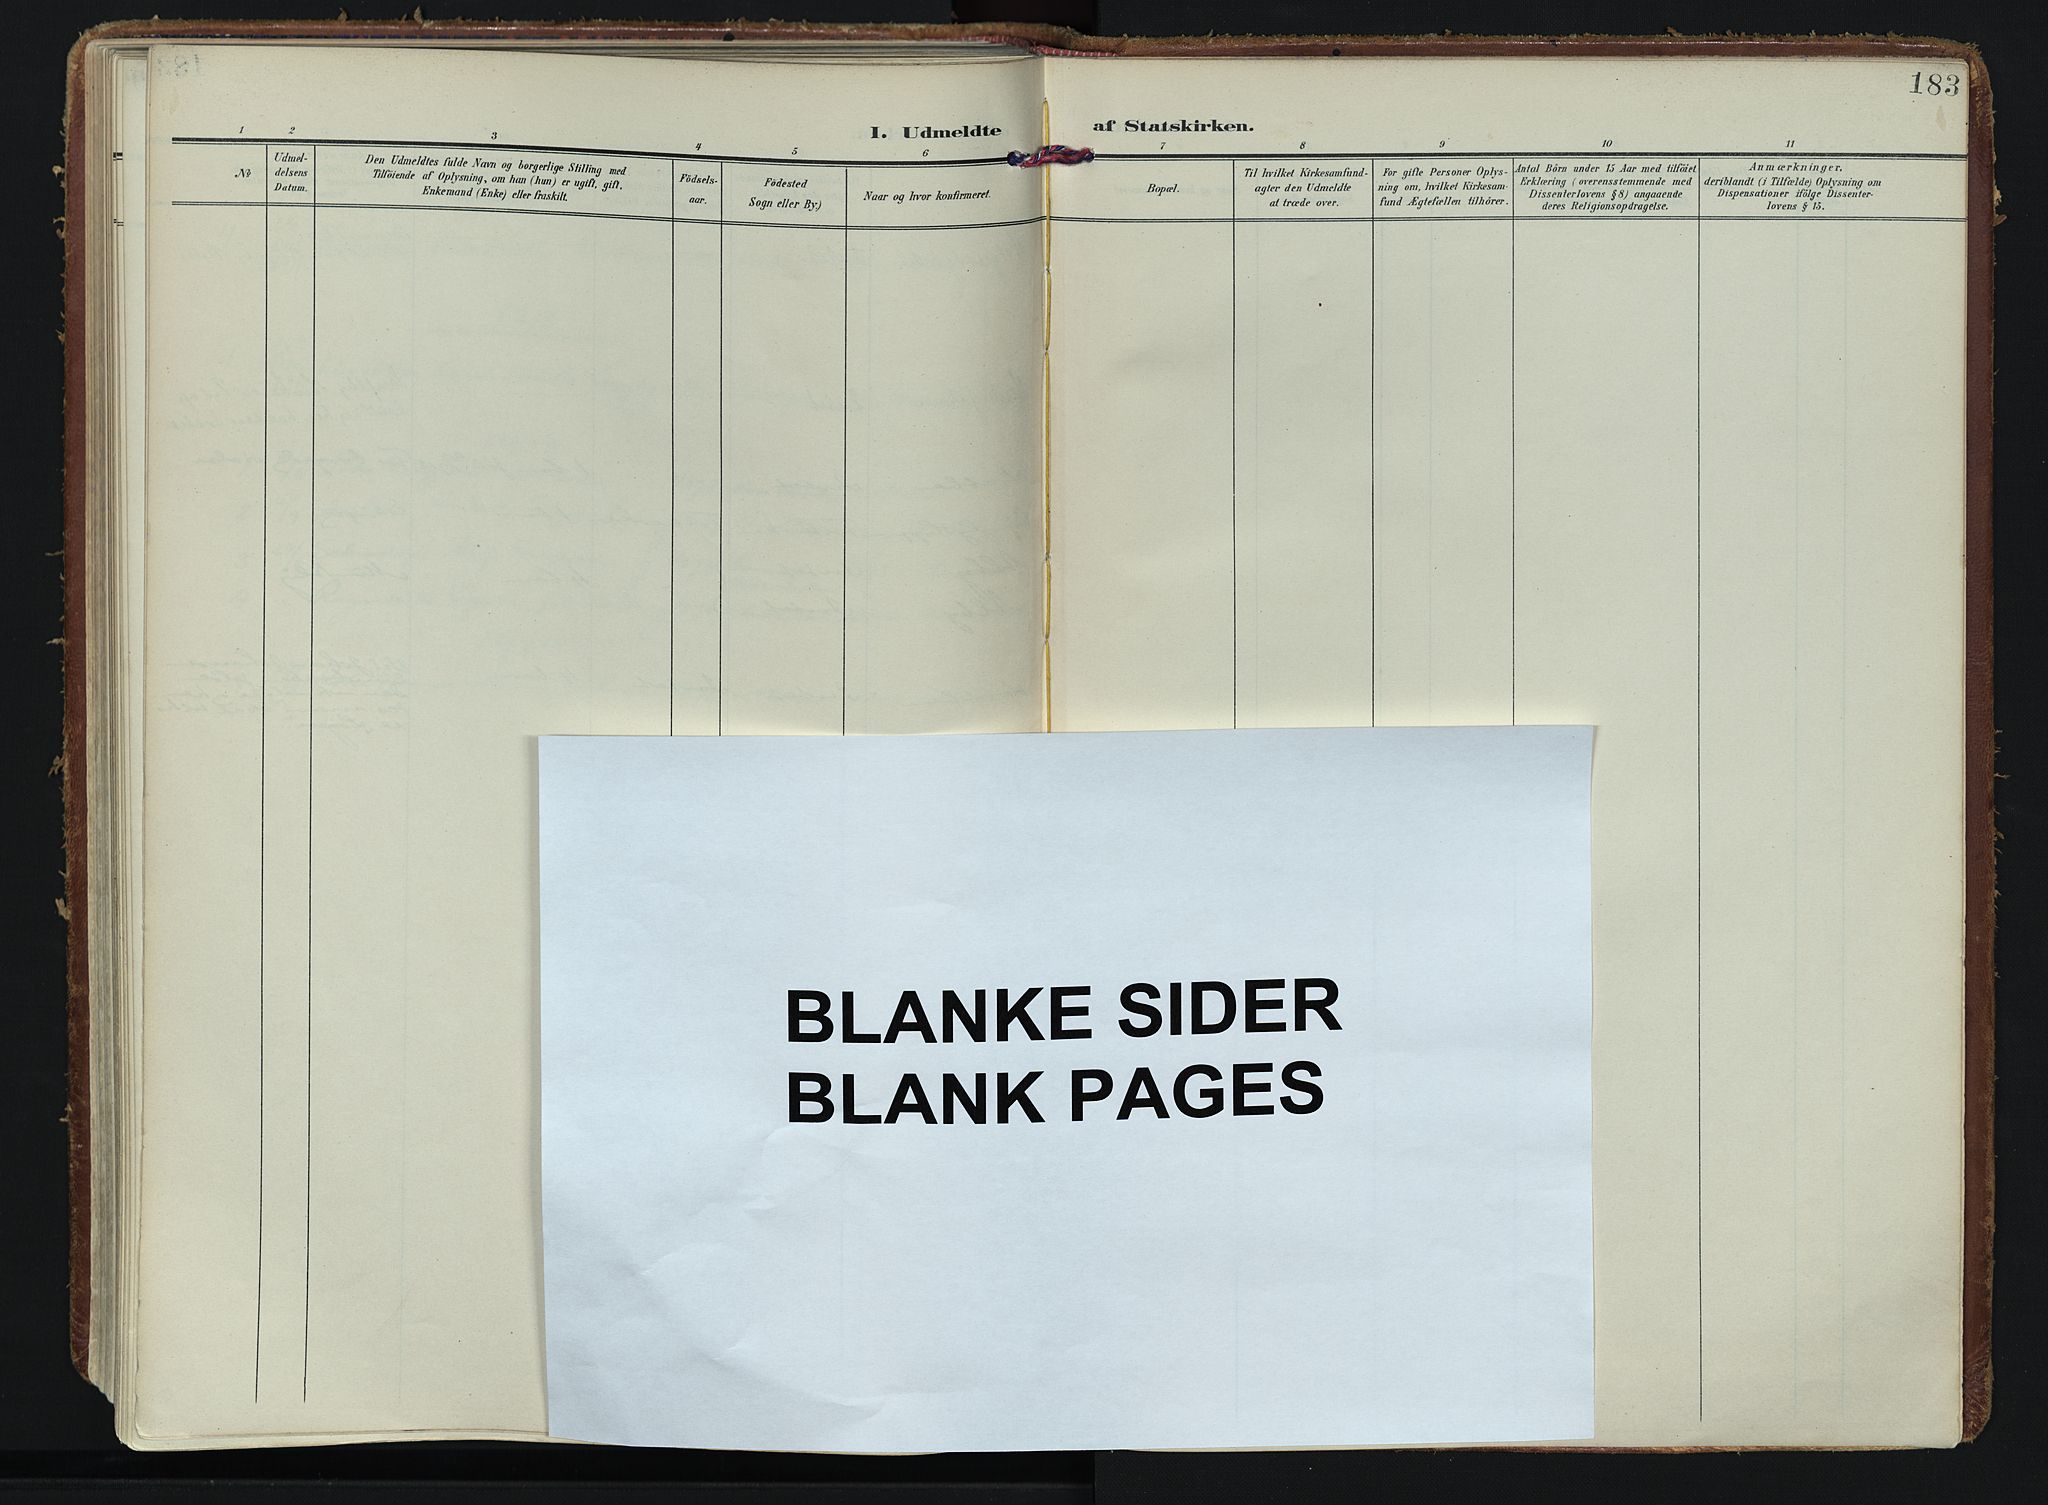 183
I. Udmeldte af Statskirken.
1 2 3 4 5 6 7 8 9 10 11
No
Udmel-
delsens
Datum.
Den Udmeldtes fulde Navn og borgerlige Stilling med
Tilföiende af Oplysning, om han (hun) er ugift, gift,
Enkemand (Enke) eller fraskilt.
Födsels-
aar.
Födested
Sogn eller By.)
Naar og hvor konfirmeret.
Bopæl.
Til hvilket Kirkesamfund-
agter den Udmeldte
at træde over.
For gifte Personer Oplys-
ning om, hvilket Kirkesam-
fund Ægtefællen tilhörer.
Antal Börn under 15 Aar med tilföiet
Erklæring (overensstemmende med
Dissenterlovens § 8) angaaende
deres Religionsopdragelse.
Anmærkninger,
deriblandt (i Tilfælde) Oplysning om
Dispensationer ifölge Dissenter-
lovens § 15.
BLANKE SIDER
BLANK PAGES